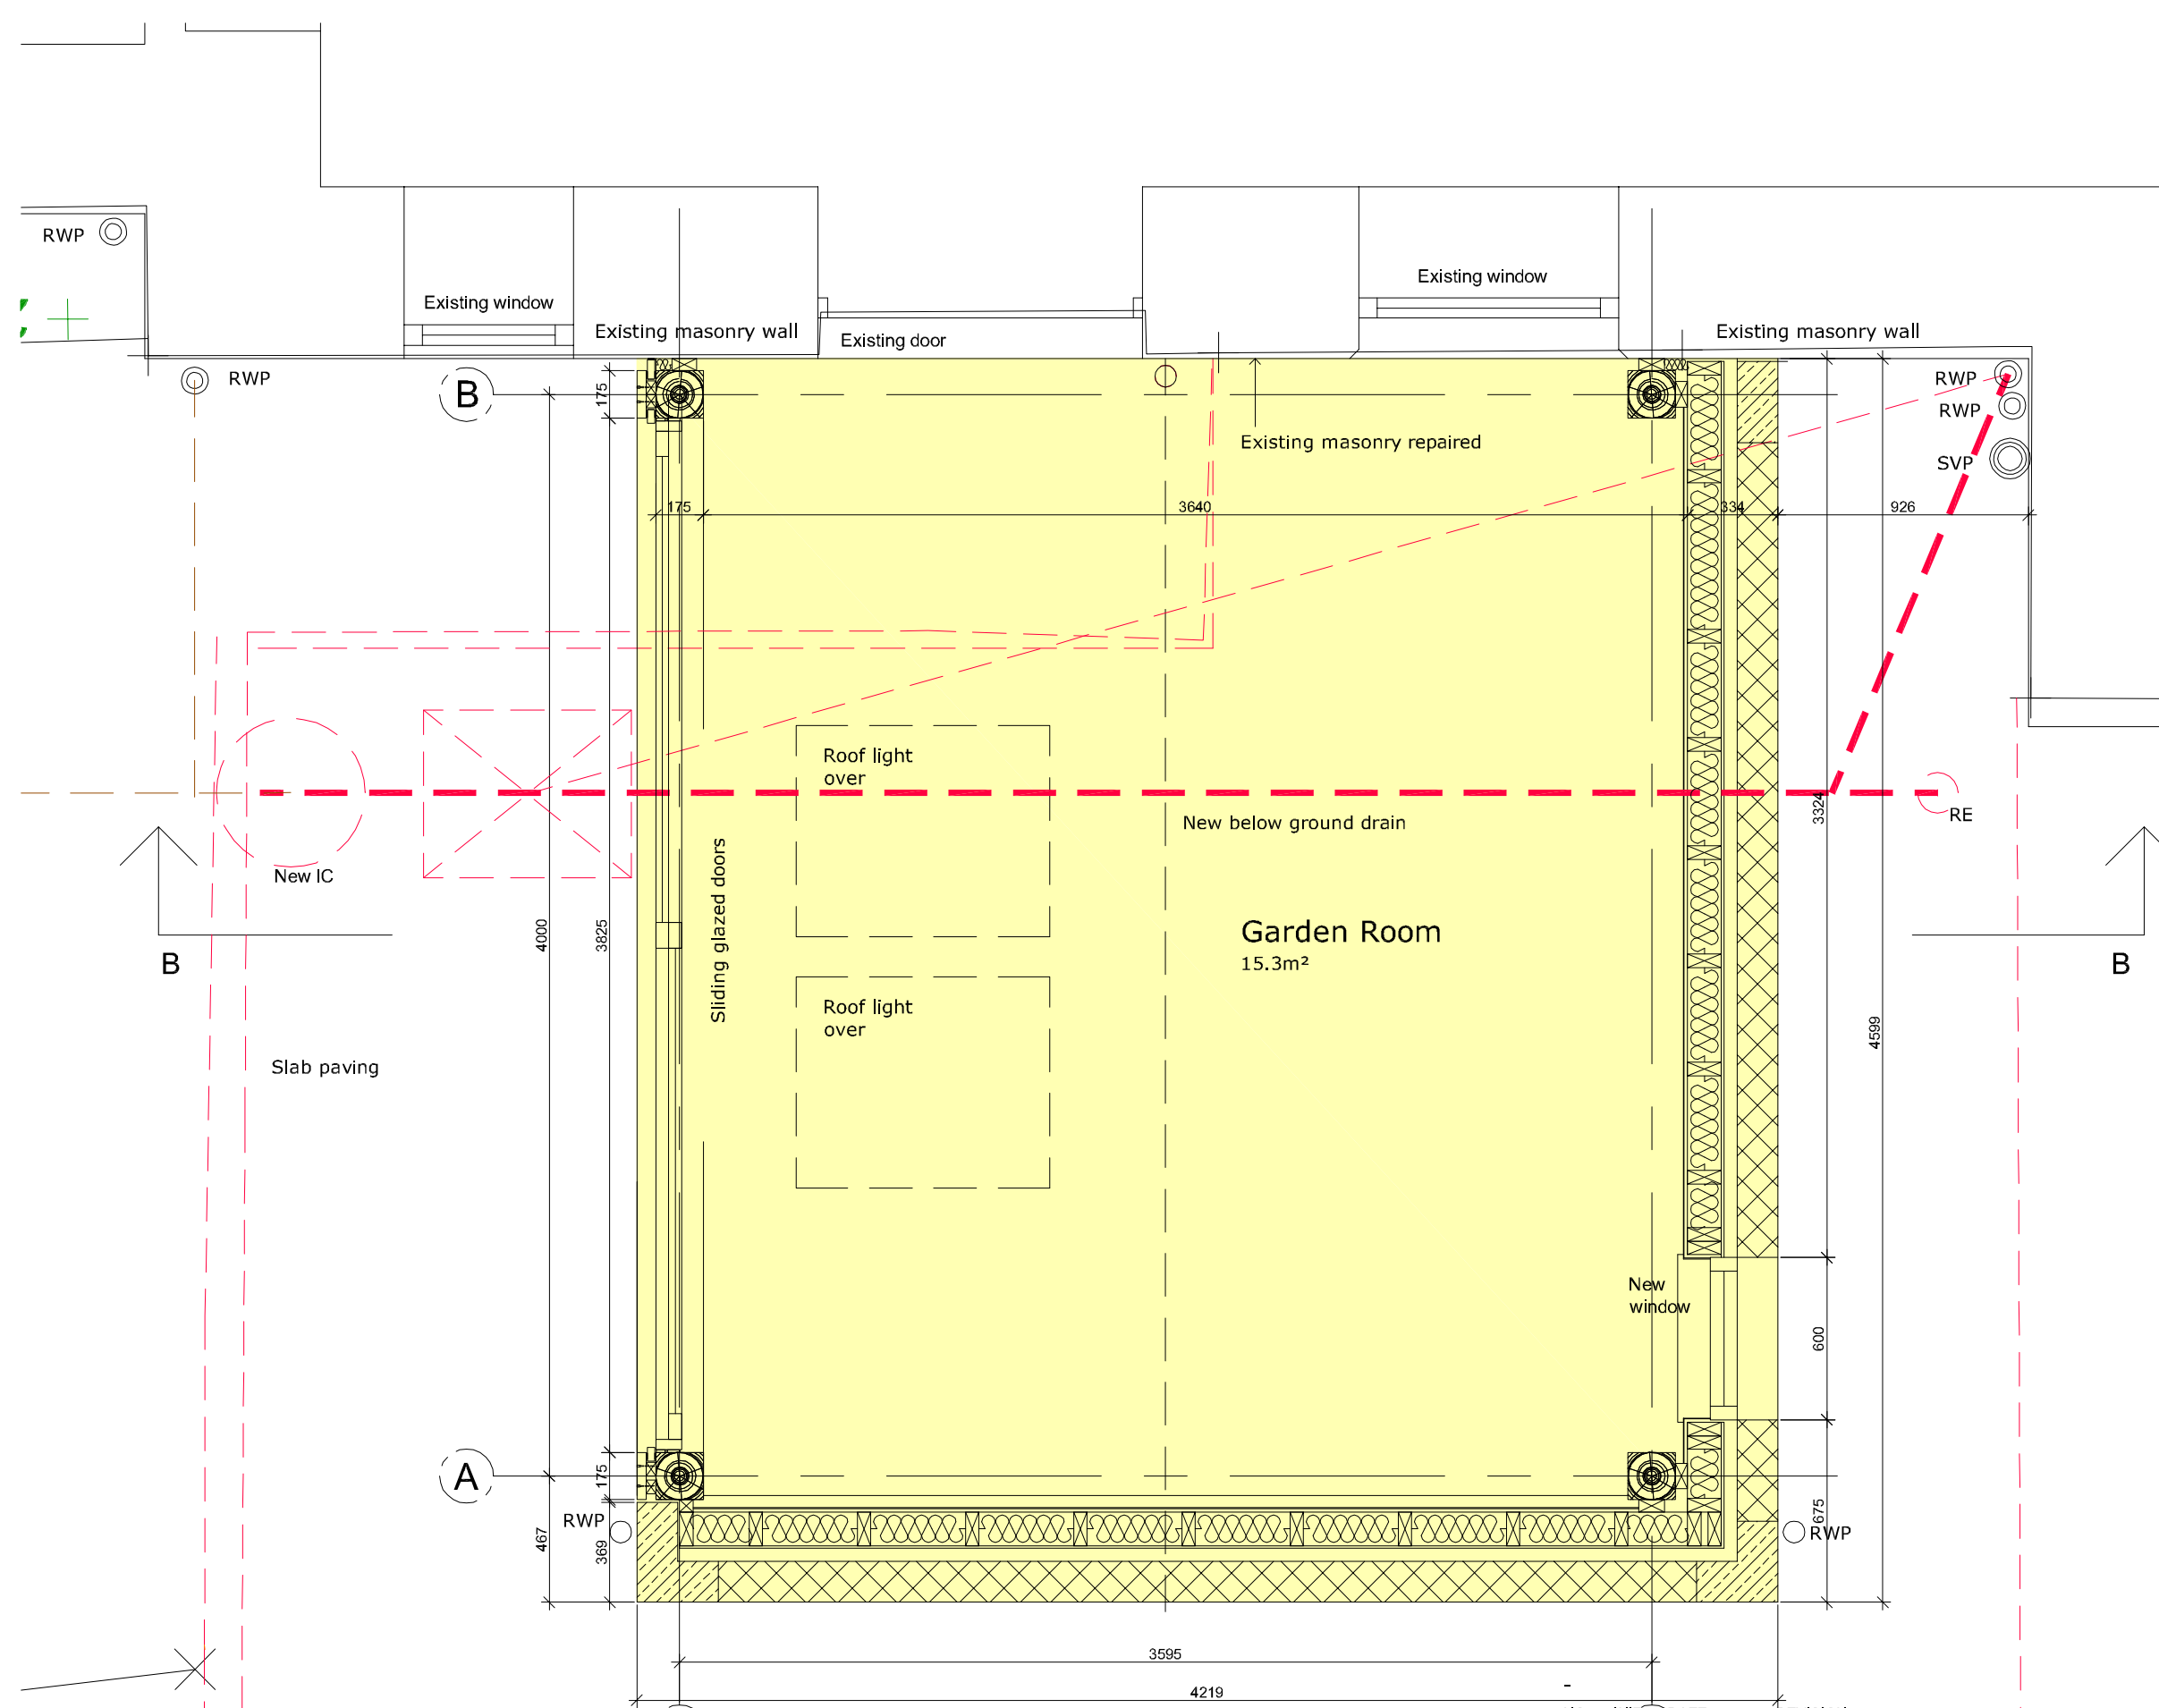 RWP
Existing window
Existing window
Existing masonry wall
Existing door
Existing masonry wall
RWP
B
175
RWP
RWP
Existing masonry repaired
SVP
175
3640
334
926
Roof light
over
New below ground drain
3324
RE
New IC
Sliding glazed doors
4000
3825
Garden Room
15.3m²
B
B
Roof light
over
4599
Slab paving
New
window
600
A
175
RWP
467
369
675
RWP
3595
4219